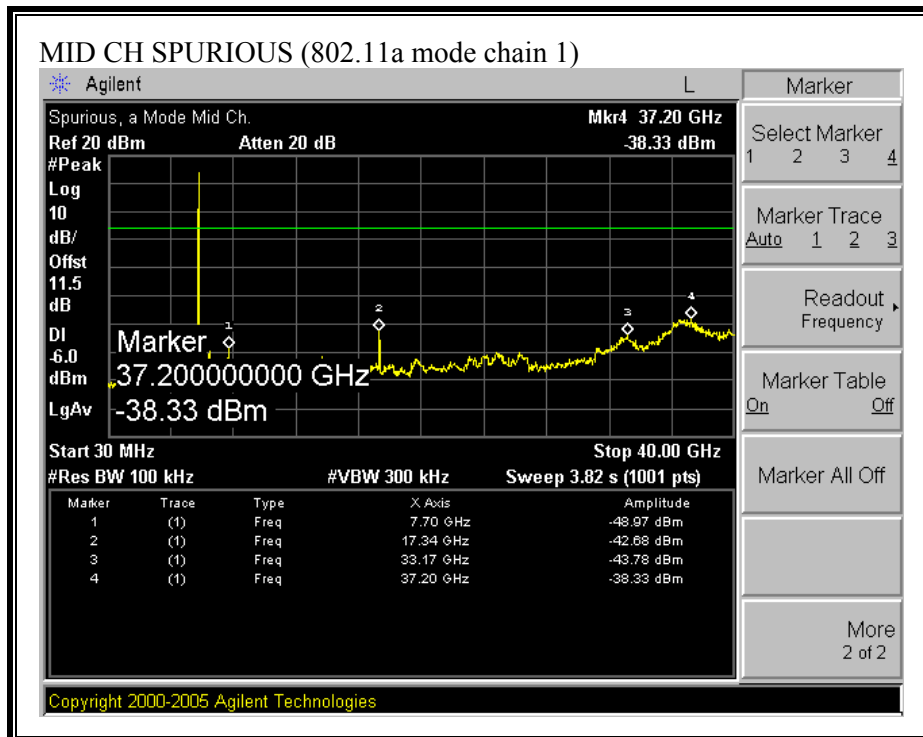 MID CH SPURIOUS (802.11a mode chain 1)
Agilent L
Spurious, a Mode Mid Ch. Mkr4 37.20 GHz
Ref 20 dBm Atten 20 dB -38.33 dBm
#Peak
Log
10
dB/
Offst
11.5
dB
DI
-6.0
dBm
LgAv
1
2
3
4
Marker
37.200000000 GHz
-38.33 dBm
Start 30 MHz Stop 40.00 GHz
#Res BW 100 kHz #VBW 300 kHz Sweep 3.82 s (1001 pts)
Marker Trace Type X Axis Amplitude
1 (1) Freq 7.70 GHz -48.97 dBm
2 (1) Freq 17.34 GHz -42.68 dBm
3 (1) Freq 33.17 GHz -43.78 dBm
4 (1) Freq 37.20 GHz -38.33 dBm
Copyright 2000-2005 Agilent Technologies
Marker
Select Marker
1 2 3 4
Marker Trace
Auto 1 2 3
Readout
Frequency
Marker Table
On Off
Marker All Off
More
2 of 2